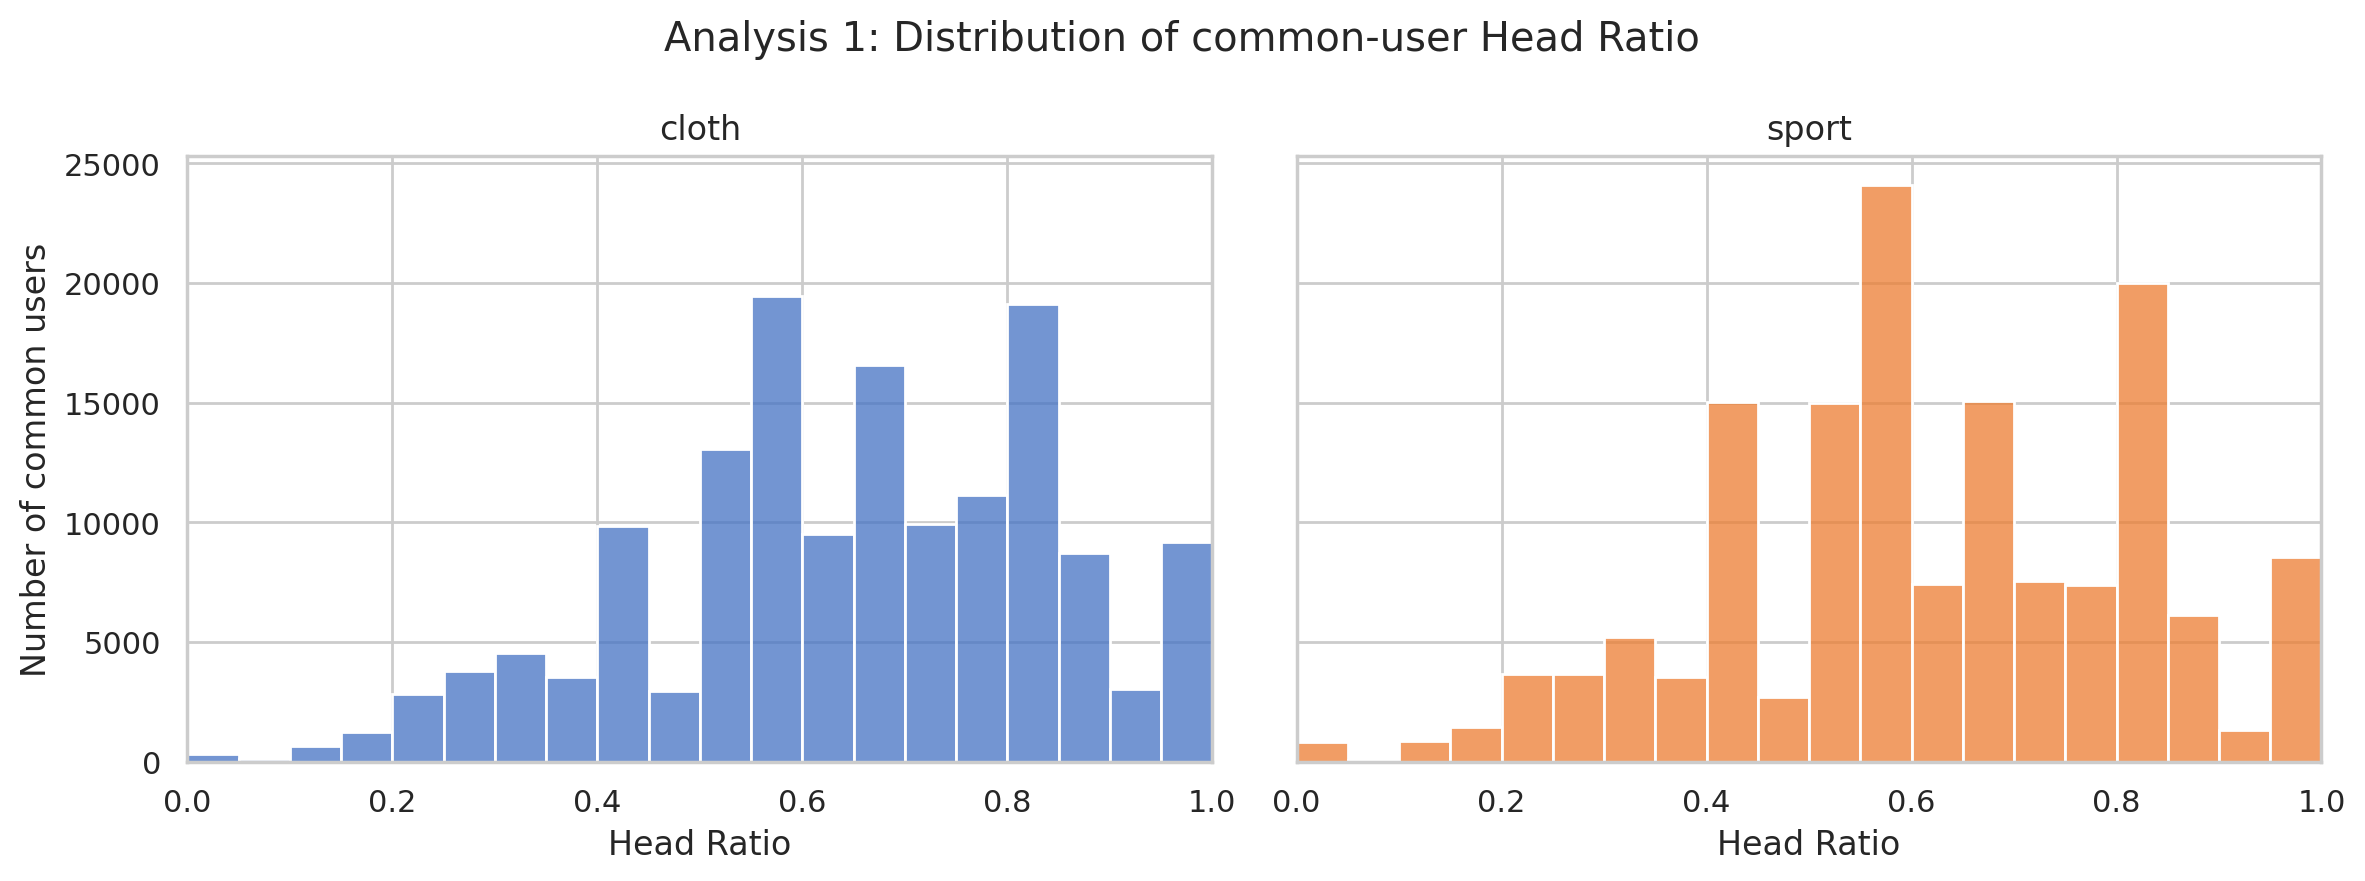 Analysis 1: Distribution of common-user Head Ratio
cloth
sport
Number of common users
25000
20000
15000
10000
5000
0
0.0 0.2 0.4 0.6 0.8 1.0
0.0 0.2 0.4 0.6 0.8 1.0
Head Ratio
Head Ratio